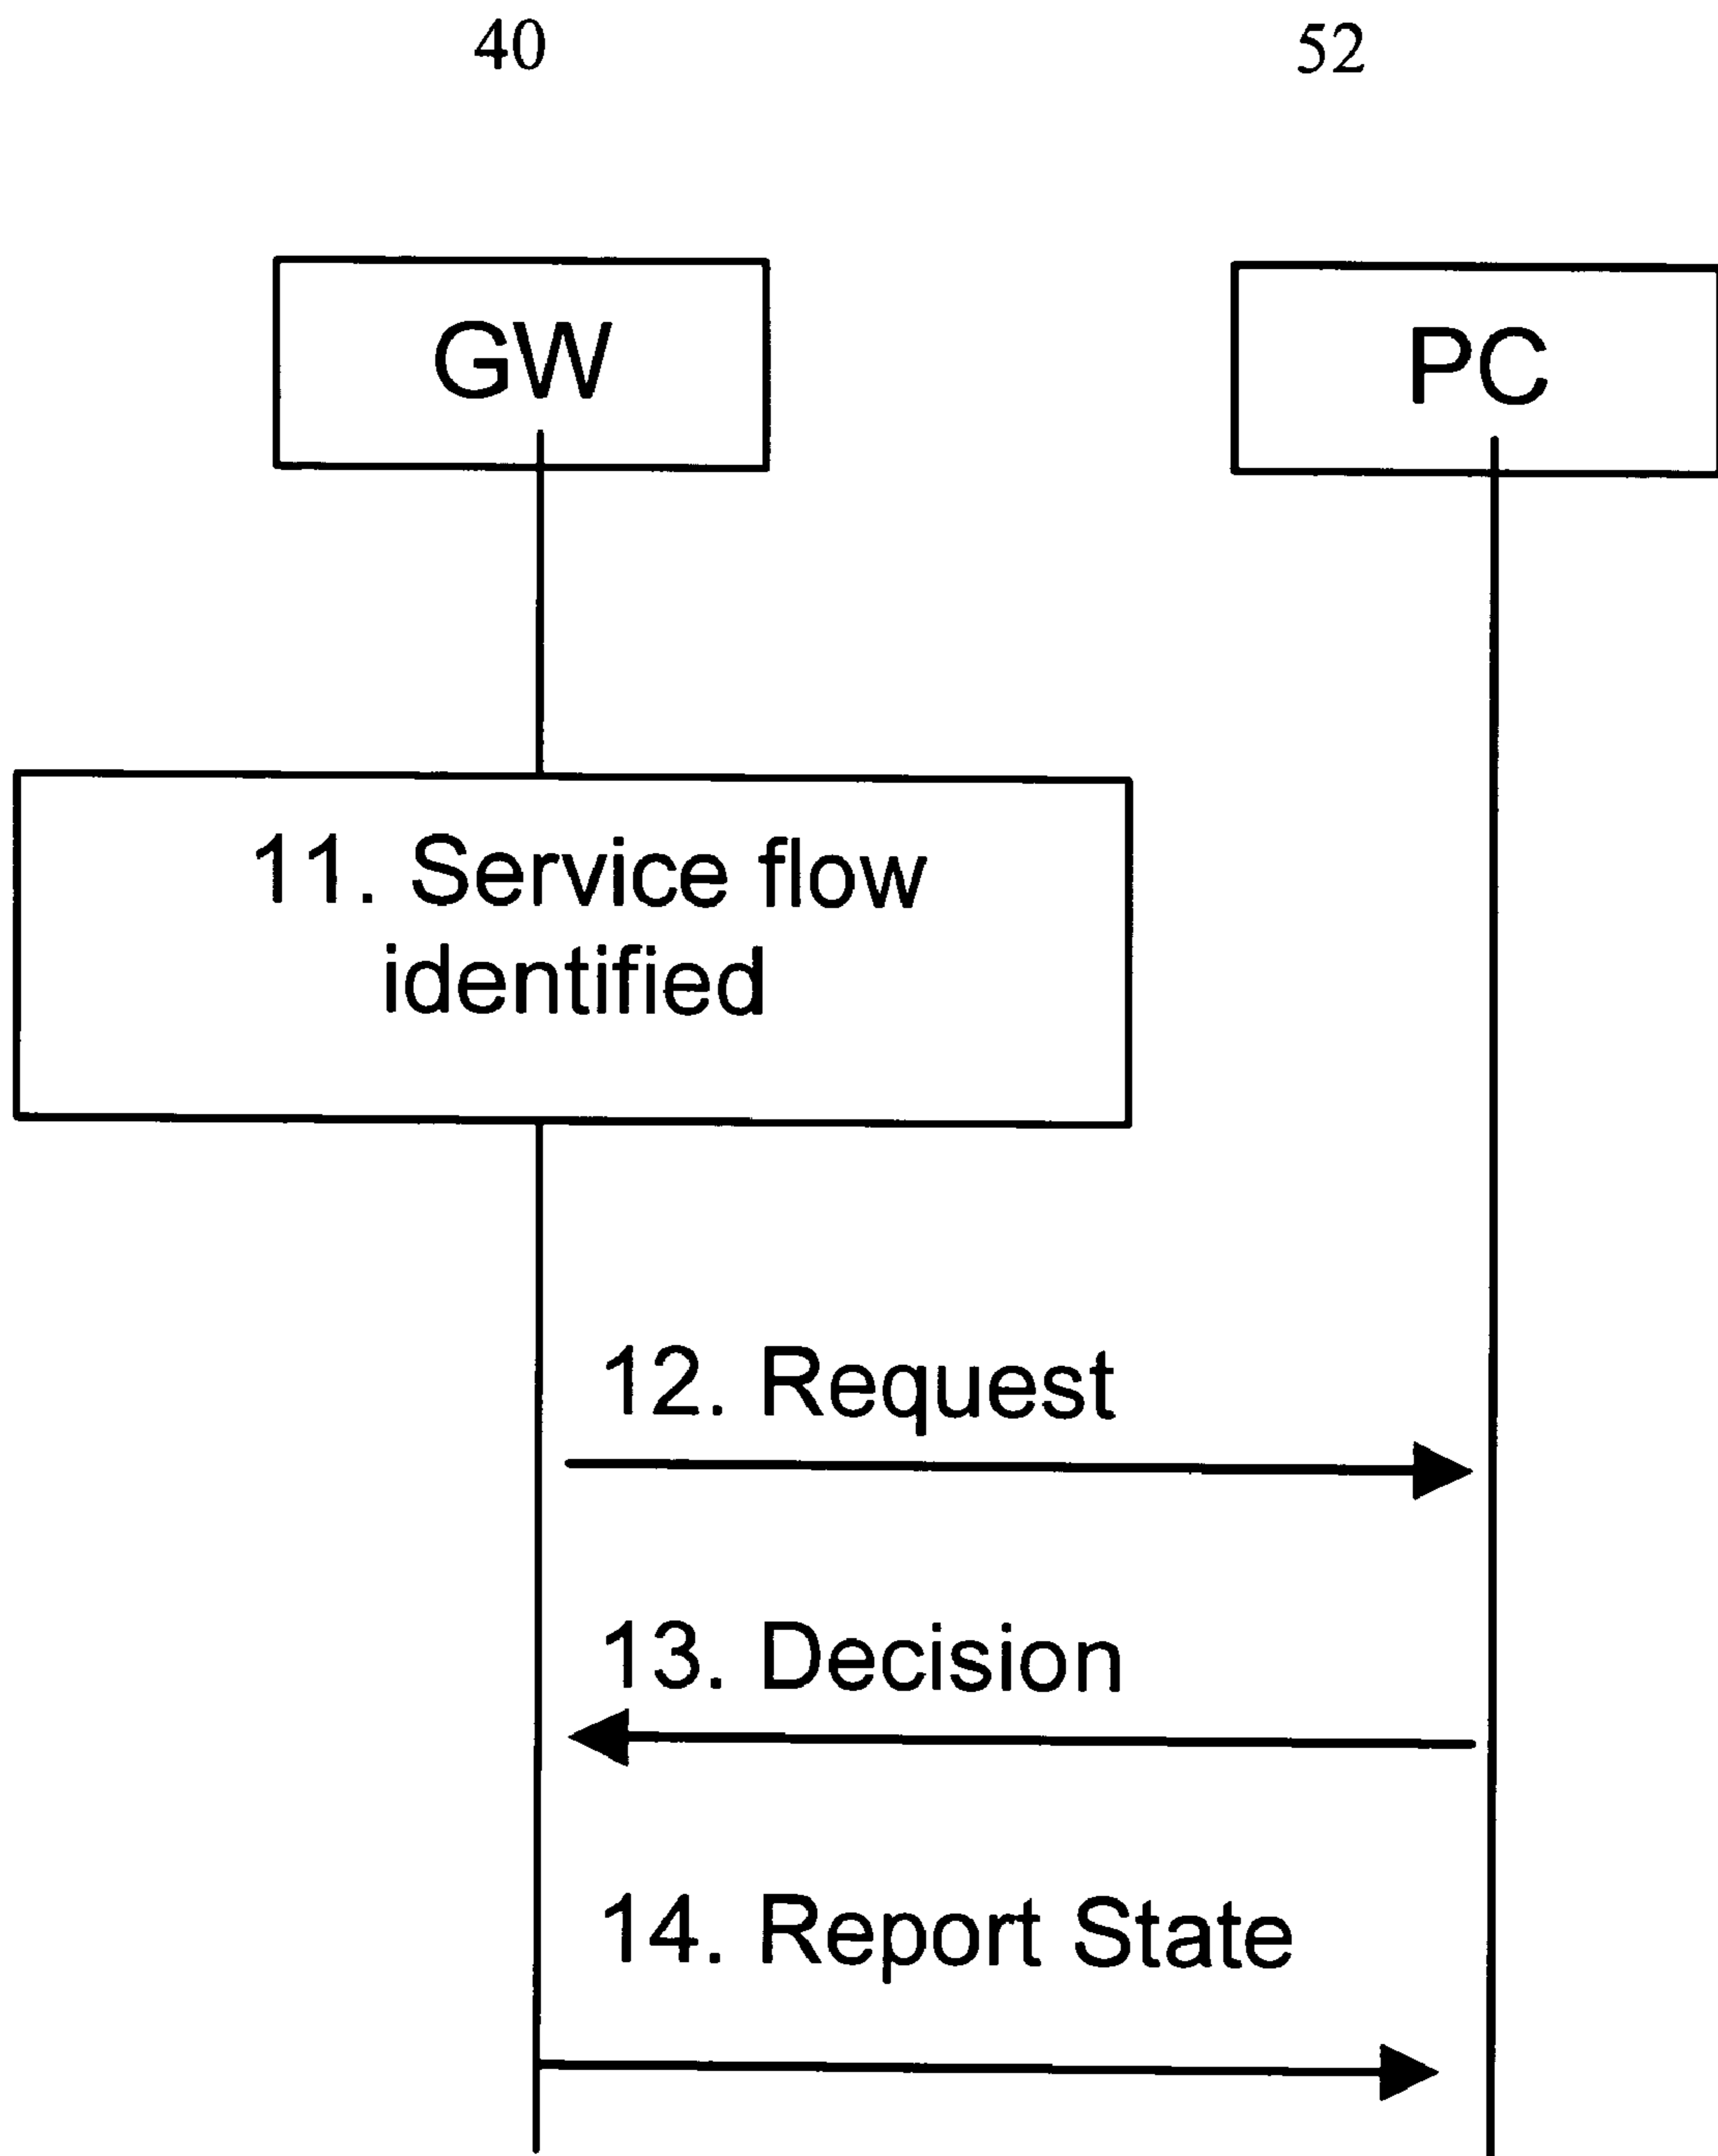 40 52
GW PC
11. Service flow
identified
12. Request
13. Decision
14. Report State